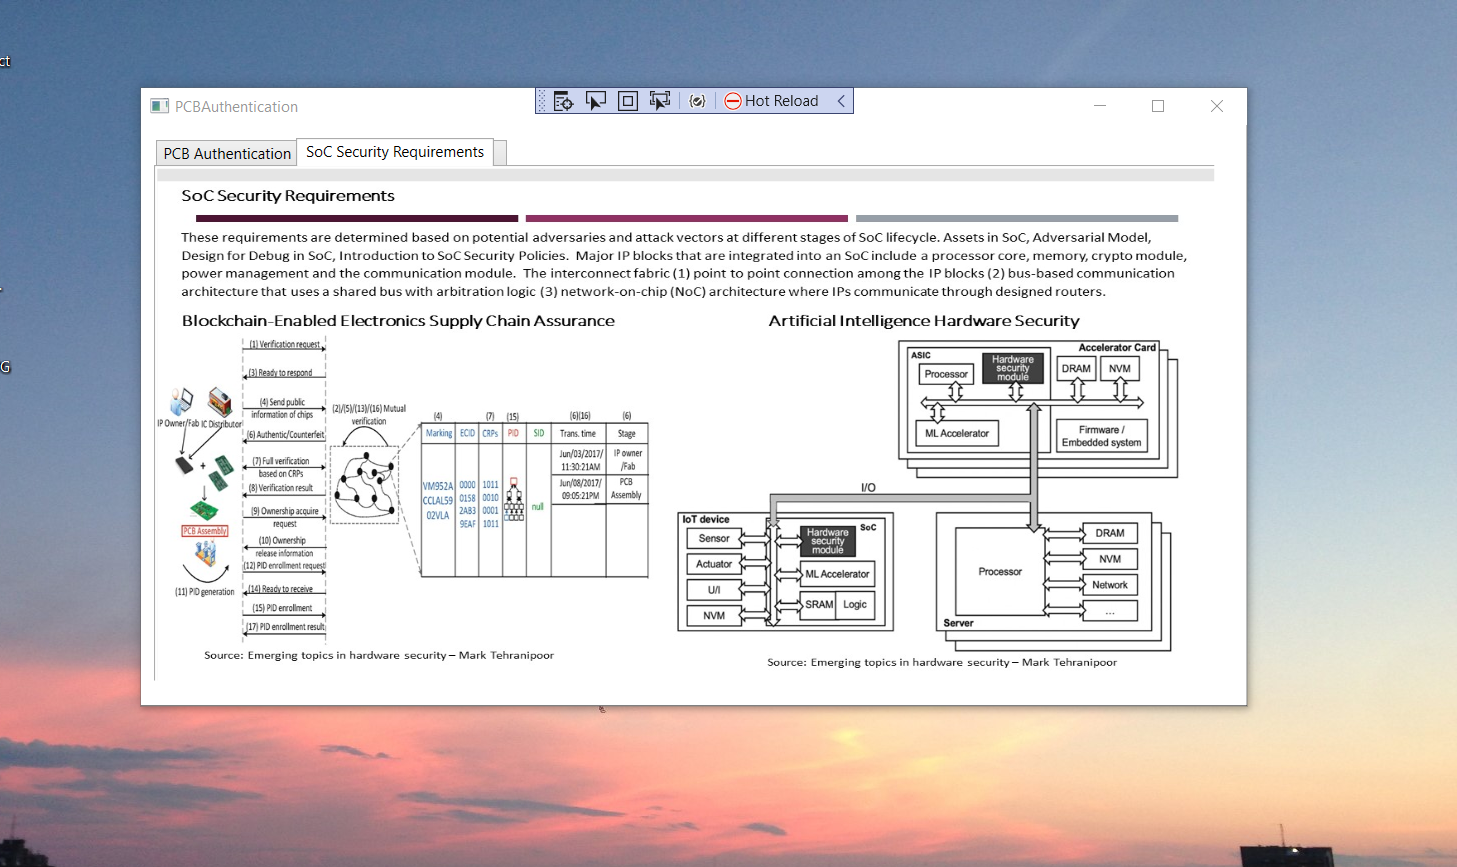 ct
G
PCBAuthentication
Hot Reload
PCB Authentication
SoC Security Requirements
SoC Security Requirements
These requirements are determined based on potential adversaries and attack vectors at different stages of SoC lifecycle. Assets in SoC, Adversarial Model,
Design for Debug in SoC, Introduction to SoC Security Policies. Major IP blocks that are integrated into an SoC include a processor core, memory, crypto module,
power management and the communication module. The interconnect fabric (1) point to point connection among the IP blocks (2) bus-based communication
architecture that uses a shared bus with arbitration logic (3) network-on-chip (NoC) architecture where IPs communicate through designed routers.
Blockchain-Enabled Electronics Supply Chain Assurance
(1) Verification request
(3) Ready to respond
(4) Send public
information of chips
(6) Authentic/Counterfeit
(7) Full verification
based on CRPs
(8) Verification result
(9) Ownership acquire
request
(10) Ownership
release information
(12) PID enrollment request
(14) Ready to receive
(15) PID enrollment
(17) PID enrollment result
IP Owner/Fab
IC Distributor
+
PCB Assembly
(11) PID generation
(2)/(5)/(13)/(16) Mutual
verification
(4) (7) (15) (6)(16) (6)
Marking ECID CRPs PID SID Trans. time Stage
VM952A
CCLAL59
02VLA
0000
0158
2AB3
9EAF
1011
0010
0001
1011
null
Jun/03/2017/
11:30:21AM
IP owner
/Fab
Jun/08/2017/
09:05:21PM
PCB
Assembly
Source: Emerging topics in hardware security – Mark Tehranipoor
Artificial Intelligence Hardware Security
Accelerator Card
ASIC
Processor
Hardware
security
module
DRAM
NVM
ML Accelerator
Firmware /
Embedded system
I/O
IoT device
Sensor
Actuator
U/I
NVM
SoC
Hardware
security
module
ML Accelerator
SRAM
Logic
Processor
DRAM
NVM
Network
...
Server
Source: Emerging topics in hardware security – Mark Tehranipoor